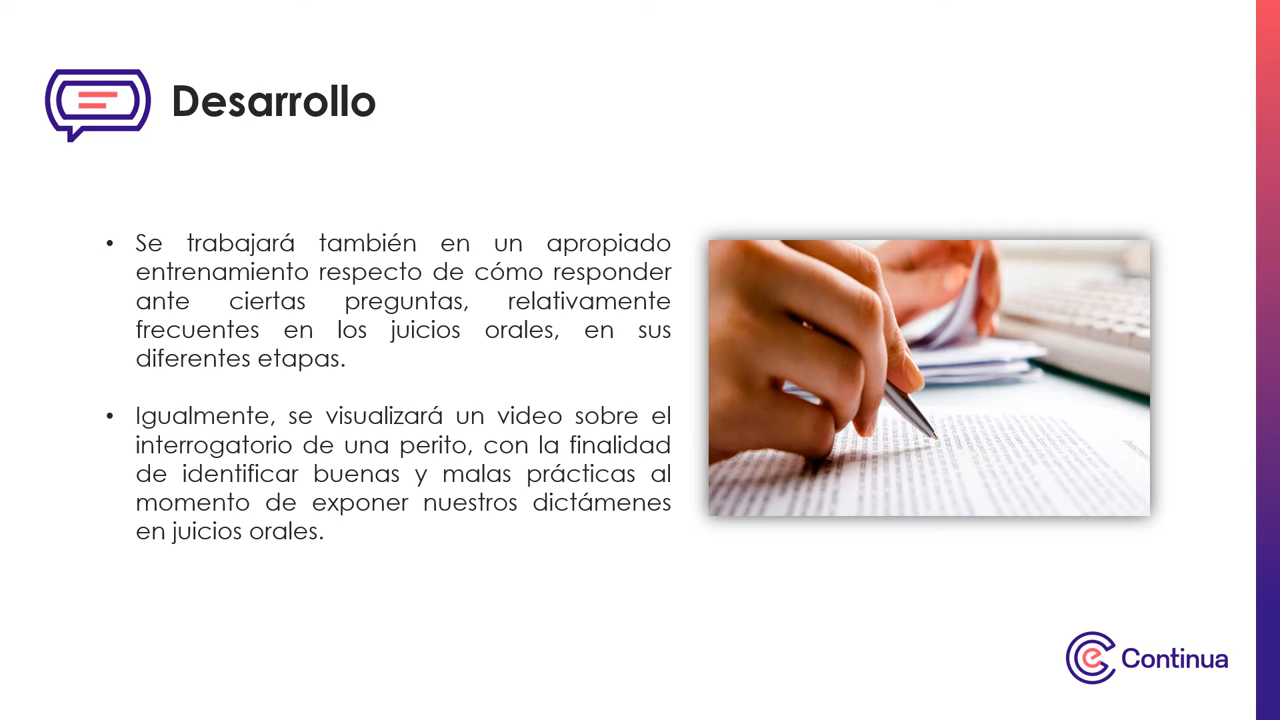 Desarrollo
• Se trabajará también en un apropiado
entrenamiento respecto de cómo responder
ante ciertas preguntas, relativamente
frecuentes en los juicios orales, en sus
diferentes etapas.
• Igualmente, se visualizará un video sobre el
interrogatorio de una perito, con la finalidad
de identificar buenas y malas prácticas al
momento de exponer nuestros dictámenes
en juicios orales.
e Continua